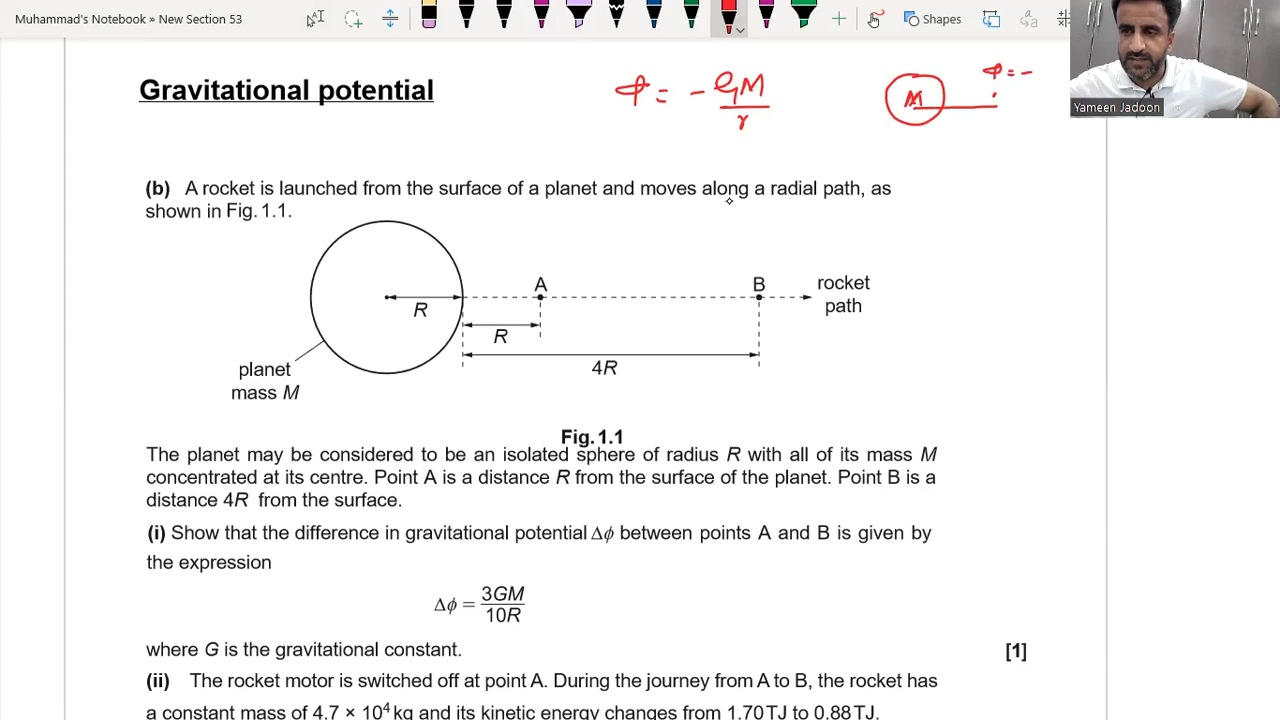 Muhammad's Notebook » New Section 53
Shapes
Gravitational potential
φ = - GM/r
M
φ = -
Yameen Jadoon
(b) A rocket is launched from the surface of a planet and moves along a radial path, as
shown in Fig. 1.1.
A
B
rocket
path
R
R
4R
planet
mass M
Fig. 1.1
The planet may be considered to be an isolated sphere of radius R with all of its mass M
concentrated at its centre. Point A is a distance R from the surface of the planet. Point B is a
distance 4R from the surface.
(i) Show that the difference in gravitational potential Δϕ between points A and B is given by
the expression
Δϕ = 3GM/10R
where G is the gravitational constant. [1]
(ii) The rocket motor is switched off at point A. During the journey from A to B, the rocket has
a constant mass of 4.7 × 10⁴ kg and its kinetic energy changes from 1.70 TJ to 0.88 TJ.